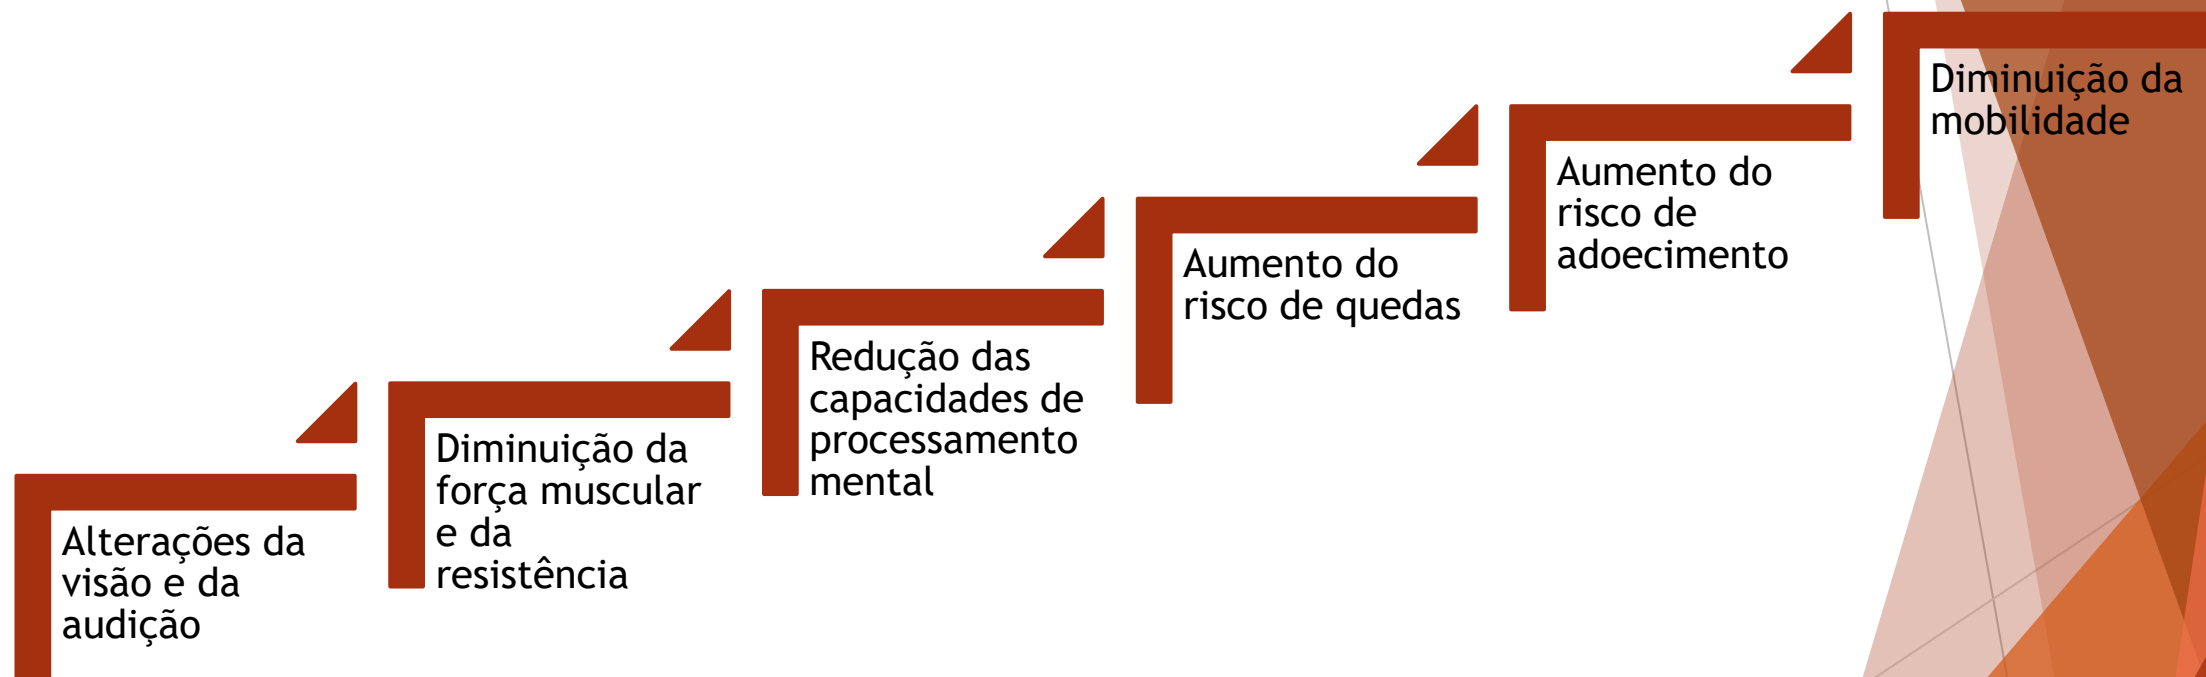 Alterações da
visão e da
audição
Diminuição da
força muscular
e da
resistência
Redução das
capacidades de
processamento
mental
Aumento do
risco de quedas
Aumento do
risco de
adoecimento
Diminuição da
mobilidade